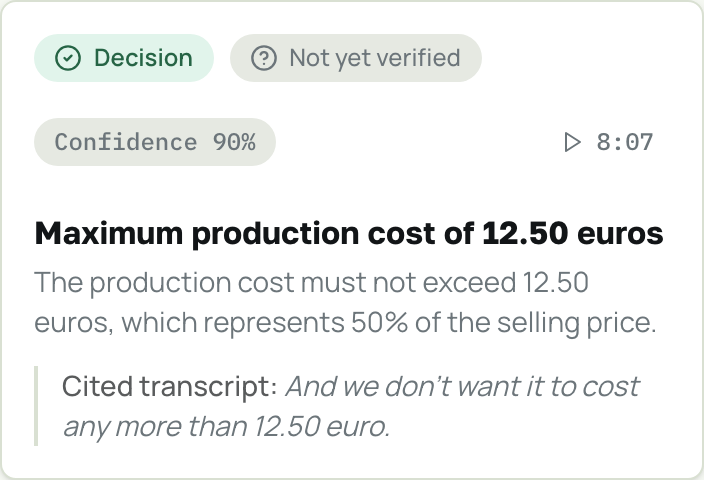 Decision
Not yet verified
Confidence 90%
8:07
Maximum production cost of 12.50 euros
The production cost must not exceed 12.50
euros, which represents 50% of the selling price.
Cited transcript: And we don't want it to cost
any more than 12.50 euro.